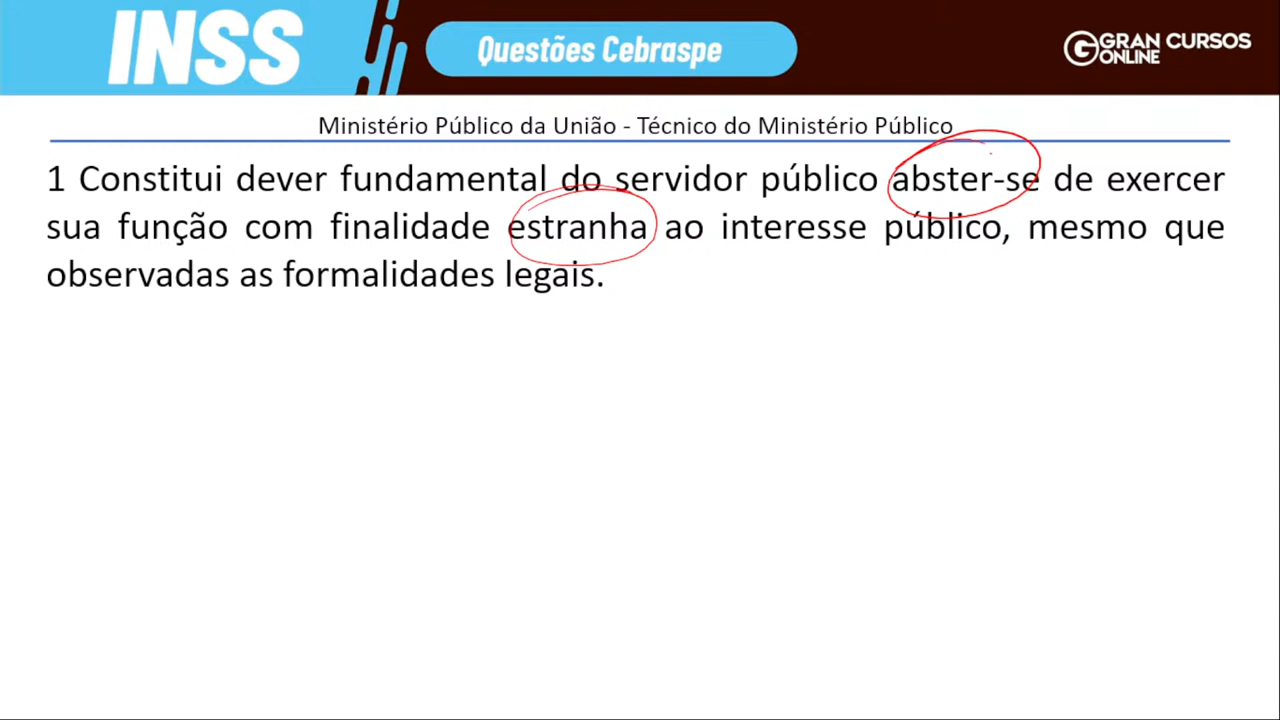 INSS
Questões Cebraspe
GRAN CURSOS
ONLINE
Ministério Público da União - Técnico do Ministério Público
1 Constitui dever fundamental do servidor público abster-se de exercer
sua função com finalidade estranha ao interesse público, mesmo que
observadas as formalidades legais.